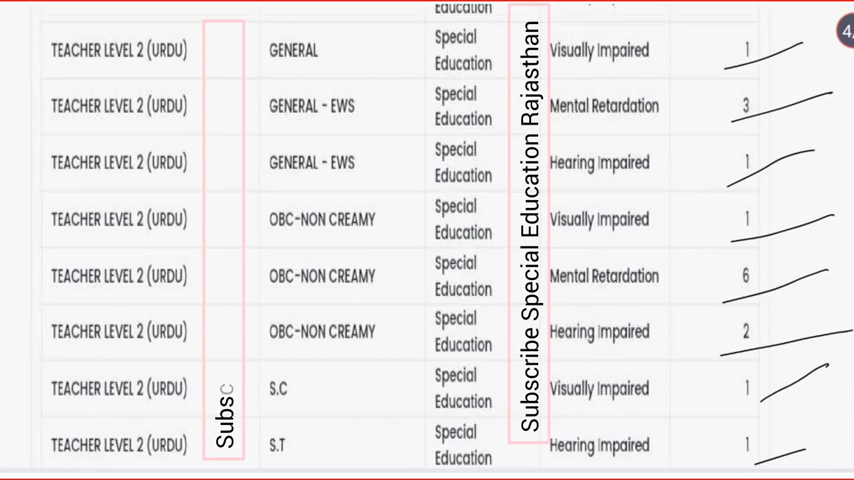 Education
TEACHER LEVEL 2 (URDU) GENERAL Special Education Visually Impaired 1
TEACHER LEVEL 2 (URDU) GENERAL - EWS Special Education Mental Retardation 3
TEACHER LEVEL 2 (URDU) GENERAL - EWS Special Education Hearing Impaired 1
TEACHER LEVEL 2 (URDU) OBC-NON CREAMY Special Education Visually Impaired 1
TEACHER LEVEL 2 (URDU) OBC-NON CREAMY Special Education Mental Retardation 6
TEACHER LEVEL 2 (URDU) OBC-NON CREAMY Special Education Hearing Impaired 2
TEACHER LEVEL 2 (URDU) S.C Special Education Visually Impaired 1
TEACHER LEVEL 2 (URDU) S.T Special Education Hearing Impaired 1
Subsc
Subscribe Special Education Rajasthan